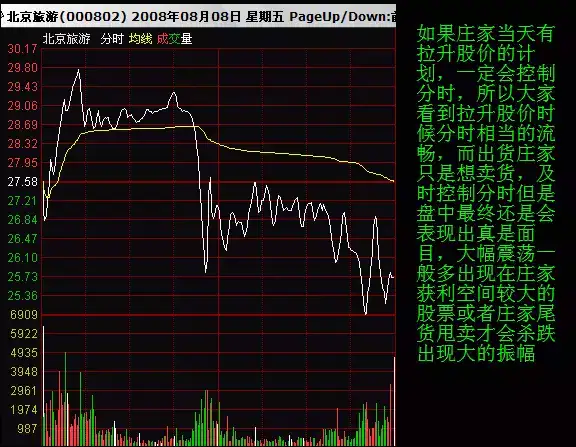 北京旅游(000802) 2008年08月08日 星期五 PageUp/Down:前
北京旅游 分时 均线 成交量
30.17
29.80
29.43
29.06
28.69
28.32
27.95
27.58
27.21
26.84
26.47
26.10
25.73
25.36
6909
5922
4935
3948
2961
1974
987
如果庄家当天有
拉升股价的计
划，一定会控制
分时，所以大家
看到拉升股价时
候分时相当的流
畅，而出货庄家
只是想卖货，及
时控制分时但是
盘中最终还是会
表现出真是面
目，大幅震荡一
般多出现在庄家
获利空间较大的
股票或者庄家尾
货甩卖才会杀跌
出现大的振幅